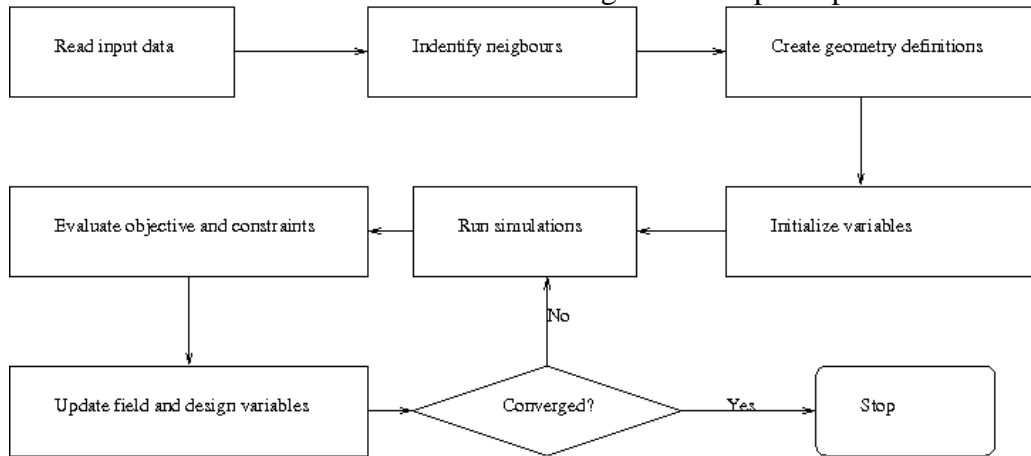 Read input data
Indentify neigbours
Create geometry definitions
Evaluate objective and constraints
Run simulations
Initialize variables
No
Update field and design variables
Converged?
Yes
Stop